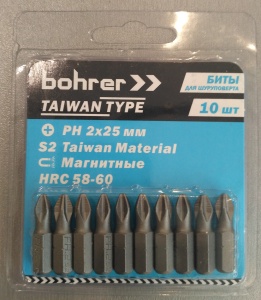 bohrer
БИТЫ
ДЛЯ ШУРУПОВЕРТА
TAIWAN TYPE
10 шт
PH 2x25 мм
S2 Taiwan Material
Магнитные
HRC 58-60